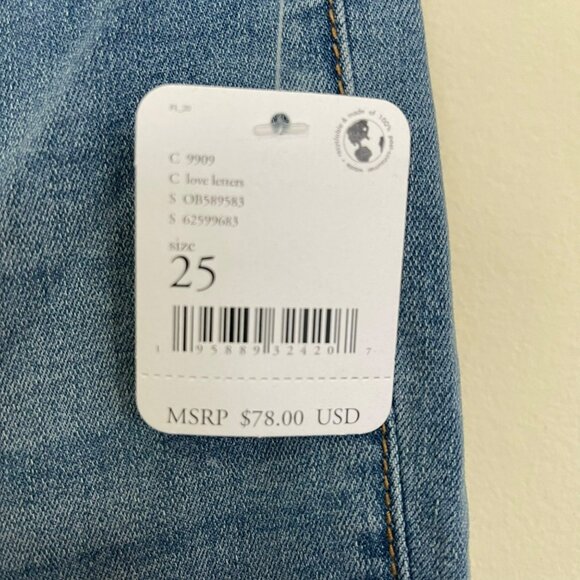 C 9909
C love letters
S OB589583
S 62599683
size
25
1 95889 32420 7
MSRP $78.00 USD